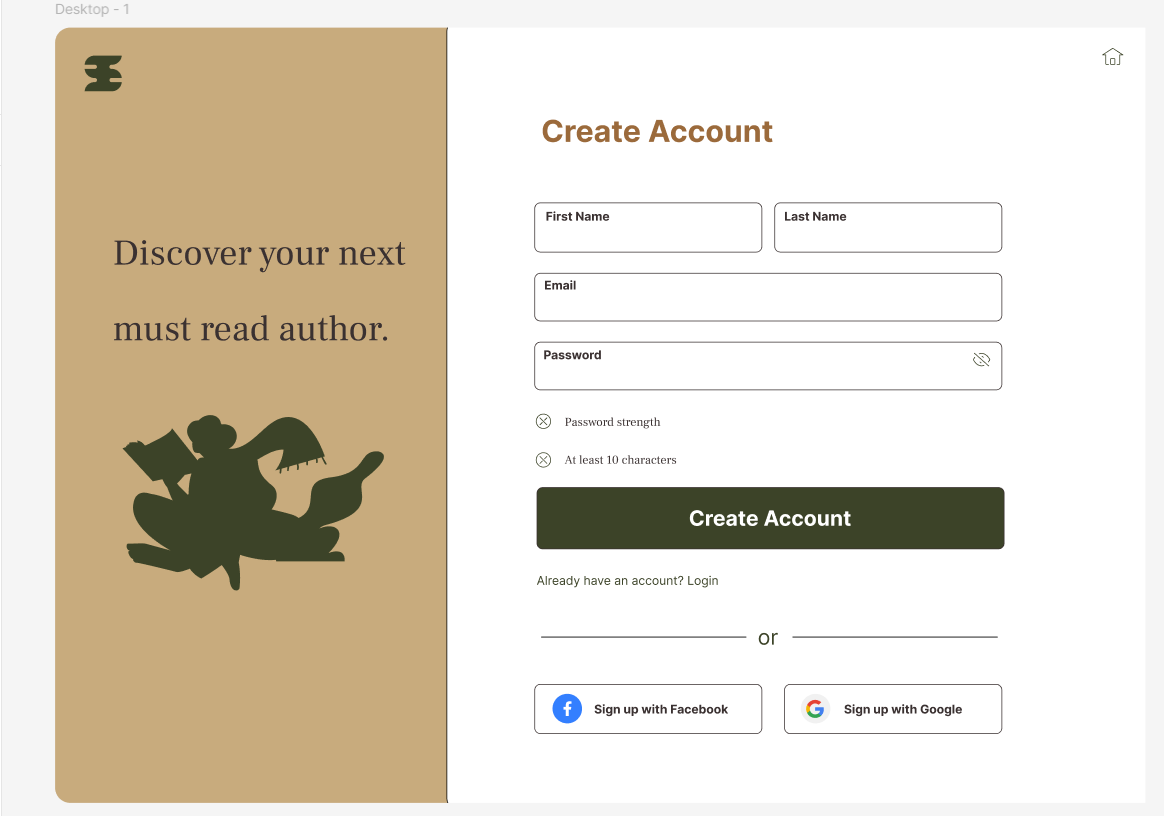 Desktop - 1
Discover your next
must read author.
Create Account
First Name
Last Name
Email
Password
Password strength
At least 10 characters
Create Account
Already have an account? Login
or
Sign up with Facebook
Sign up with Google